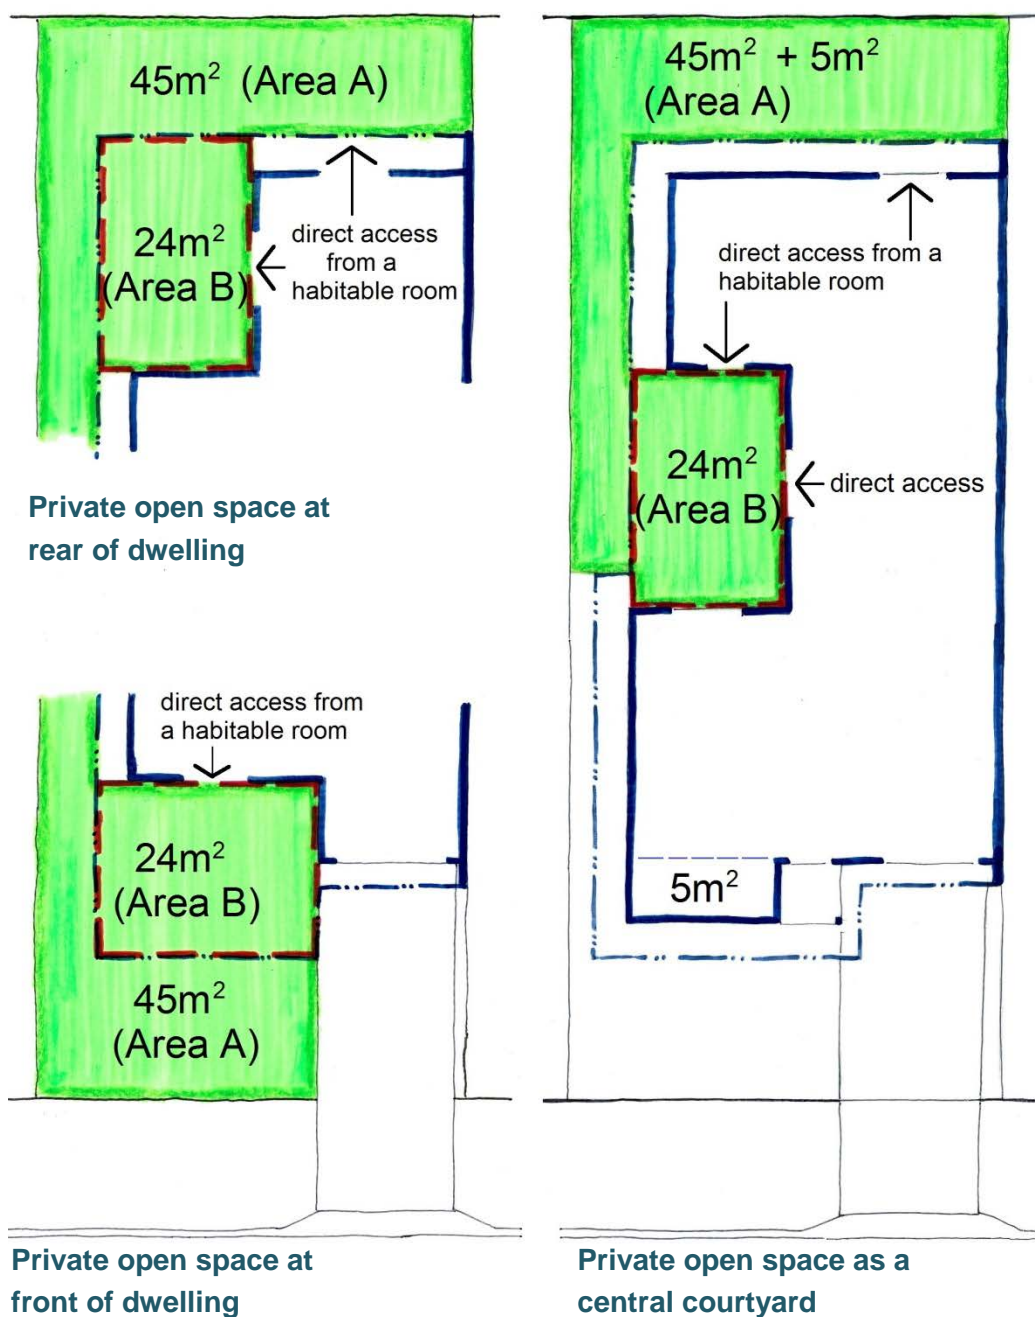 45m² (Area A)
24m²
(Area B)
direct access
from a
habitable room
Private open space at
rear of dwelling
direct access from
a habitable room
24m²
(Area B)
45m²
(Area A)
Private open space at
front of dwelling
45m² + 5m²
(Area A)
direct access from a
habitable room
24m²
(Area B)
direct access
5m²
Private open space as a
central courtyard